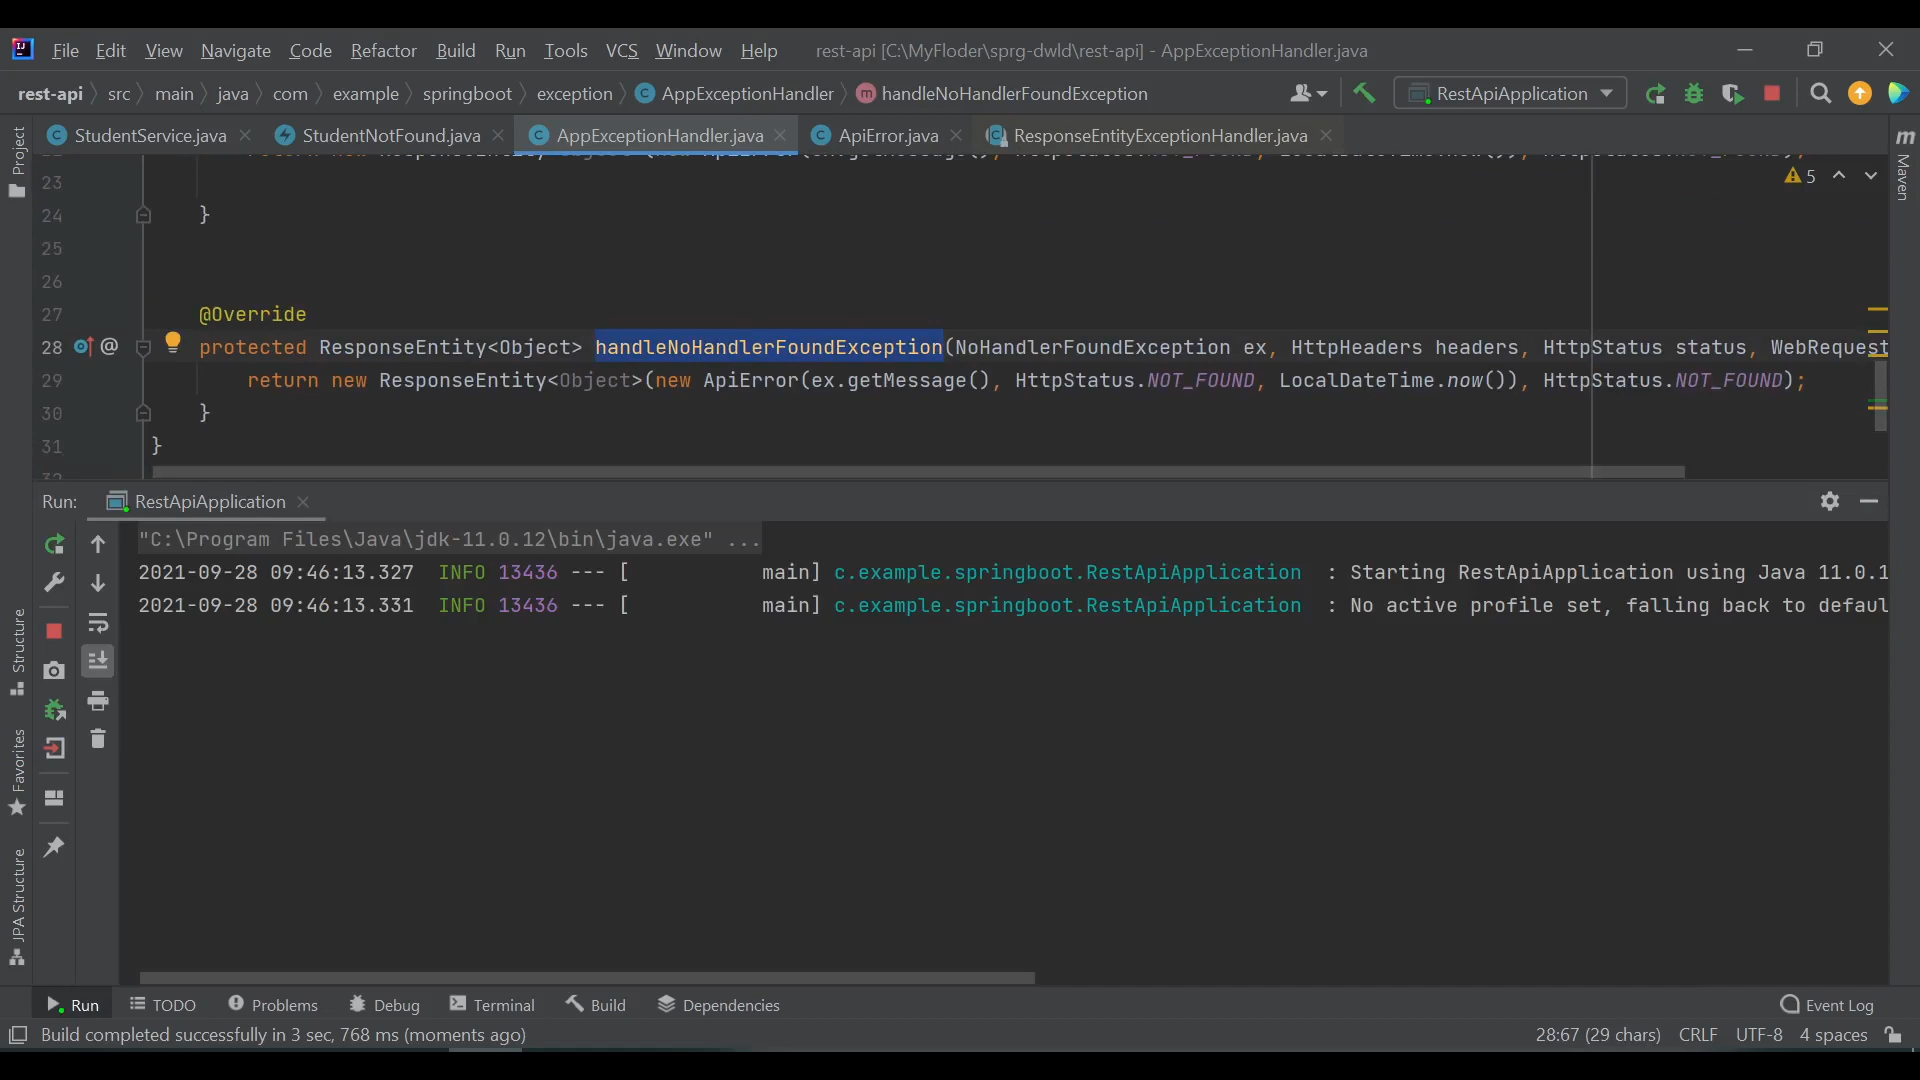 File Edit View Navigate Code Refactor Build Run Tools VCS Window Help rest-api [C:\MyFloder\sprg-dwld\rest-api] - AppExceptionHandler.java
rest-api src main java com example springboot exception AppExceptionHandler handleNoHandlerFoundException RestApiApplication
StudentService.java StudentNotFound.java AppExceptionHandler.java ApiError.java ResponseEntityExceptionHandler.java
Project
Maven
23
5
24 }
25
26
27 @Override
28 protected ResponseEntity<Object> handleNoHandlerFoundException(NoHandlerFoundException ex, HttpHeaders headers, HttpStatus status, WebRequest
29 return new ResponseEntity<Object>(new ApiError(ex.getMessage(), HttpStatus.NOT_FOUND, LocalDateTime.now()), HttpStatus.NOT_FOUND);
30 }
31 }
Run: RestApiApplication
"C:\Program Files\Java\jdk-11.0.12\bin\java.exe" ...
2021-09-28 09:46:13.327 INFO 13436 --- [ main] c.example.springboot.RestApiApplication : Starting RestApiApplication using Java 11.0.1
2021-09-28 09:46:13.331 INFO 13436 --- [ main] c.example.springboot.RestApiApplication : No active profile set, falling back to defaul
Structure
Favorites
JPA Structure
Run TODO Problems Debug Terminal Build Dependencies Event Log
Build completed successfully in 3 sec, 768 ms (moments ago) 28:67 (29 chars) CRLF UTF-8 4 spaces